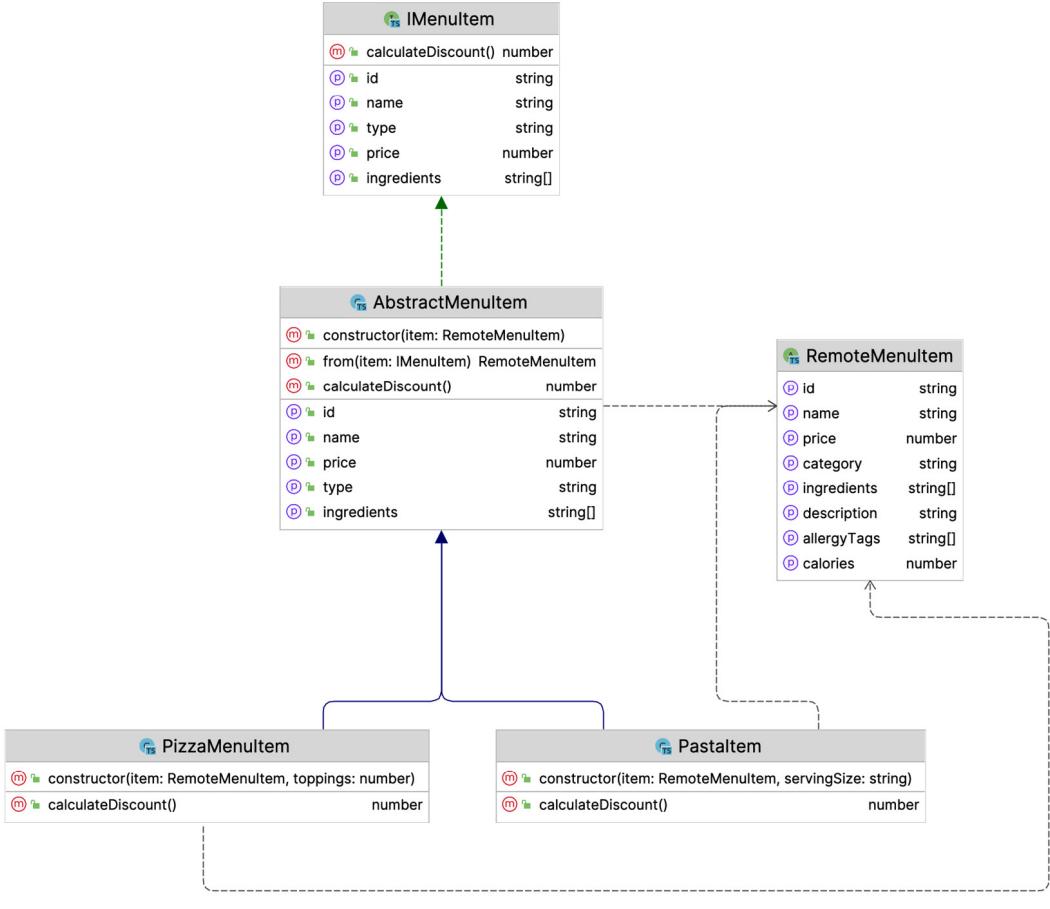 IMenuItem
calculateDiscount() number
id string
name string
type string
price number
ingredients string[]
AbstractMenuItem
constructor(item: RemoteMenuItem)
from(item: IMenuItem) RemoteMenuItem
calculateDiscount() number
id string
name string
price number
type string
ingredients string[]
RemoteMenuItem
id string
name string
price number
category string
ingredients string[]
description string
allergyTags string[]
calories number
PizzaMenuItem
constructor(item: RemoteMenuItem, toppings: number)
calculateDiscount() number
PastaItem
constructor(item: RemoteMenuItem, servingSize: string)
calculateDiscount() number